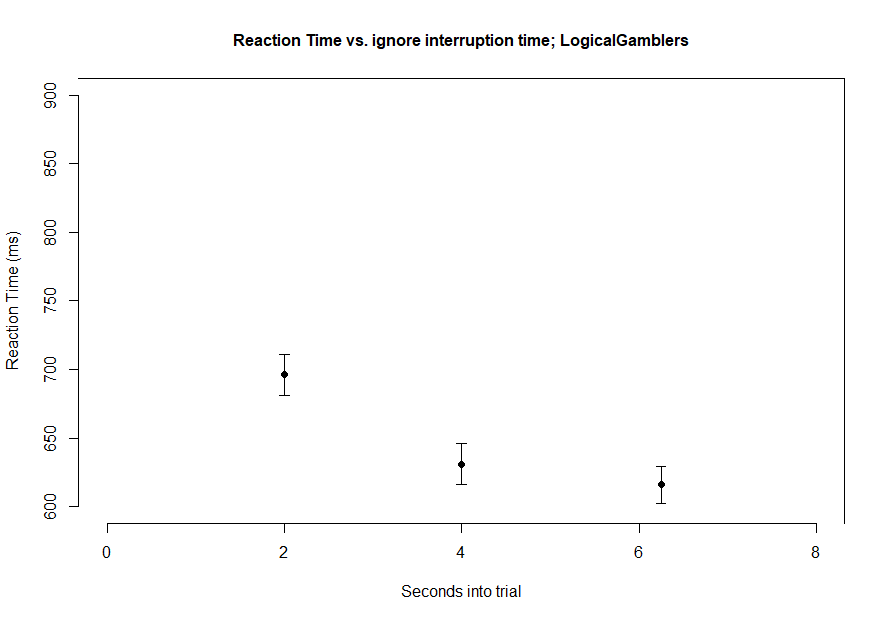 Reaction Time vs. ignore interruption time; LogicalGamblers
Reaction Time (ms)
900
850
800
750
700
650
600
0 2 4 6 8
Seconds into trial